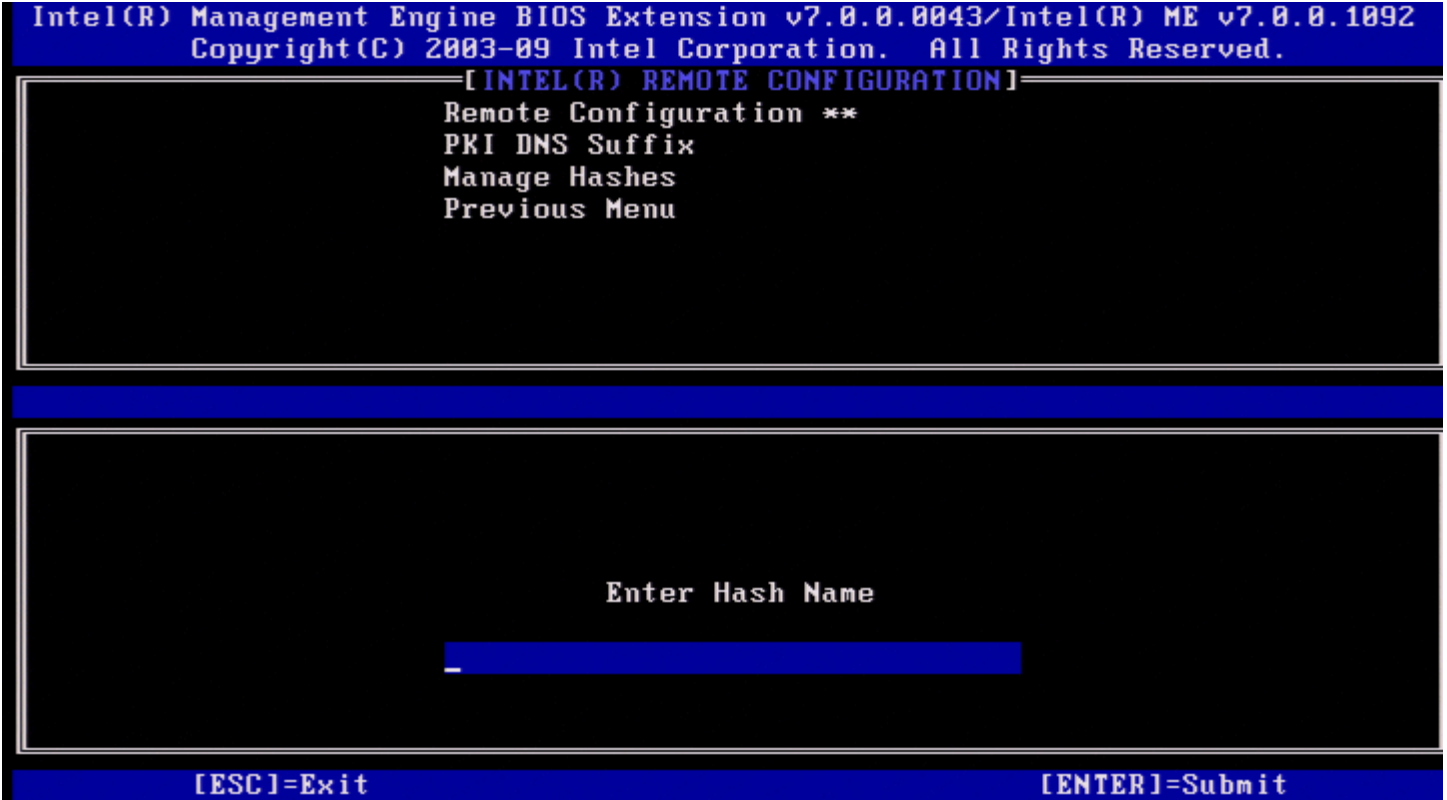 Intel(R) Management Engine BIOS Extension v7.0.0.0043/Intel(R) ME v7.0.0.1092
Copyright(C) 2003-09 Intel Corporation. All Rights Reserved.
[INTEL(R) REMOTE CONFIGURATION]
Remote Configuration **
PKI DNS Suffix
Manage Hashes
Previous Menu
Enter Hash Name
_
[ESC]=Exit [ENTER]=Submit